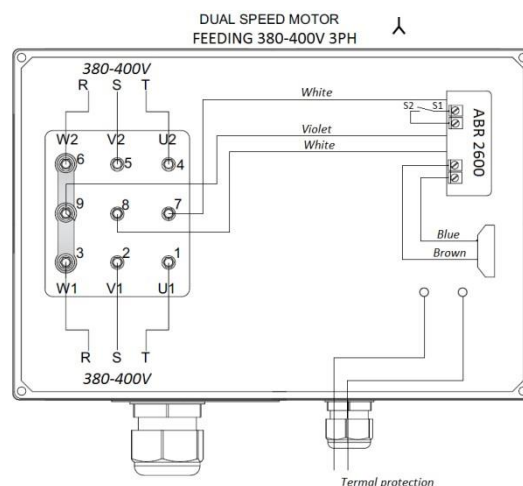 DUAL SPEED MOTOR
FEEDING 380-400V 3PH
380-400V
R S T
W2 V2 U2
6 5 4
9 8 7
3 2 1
W1 V1 U1
R S T
380-400V
White
Violet
White
S2 S1
ABR 2600
Blue
Brown
Termal protection